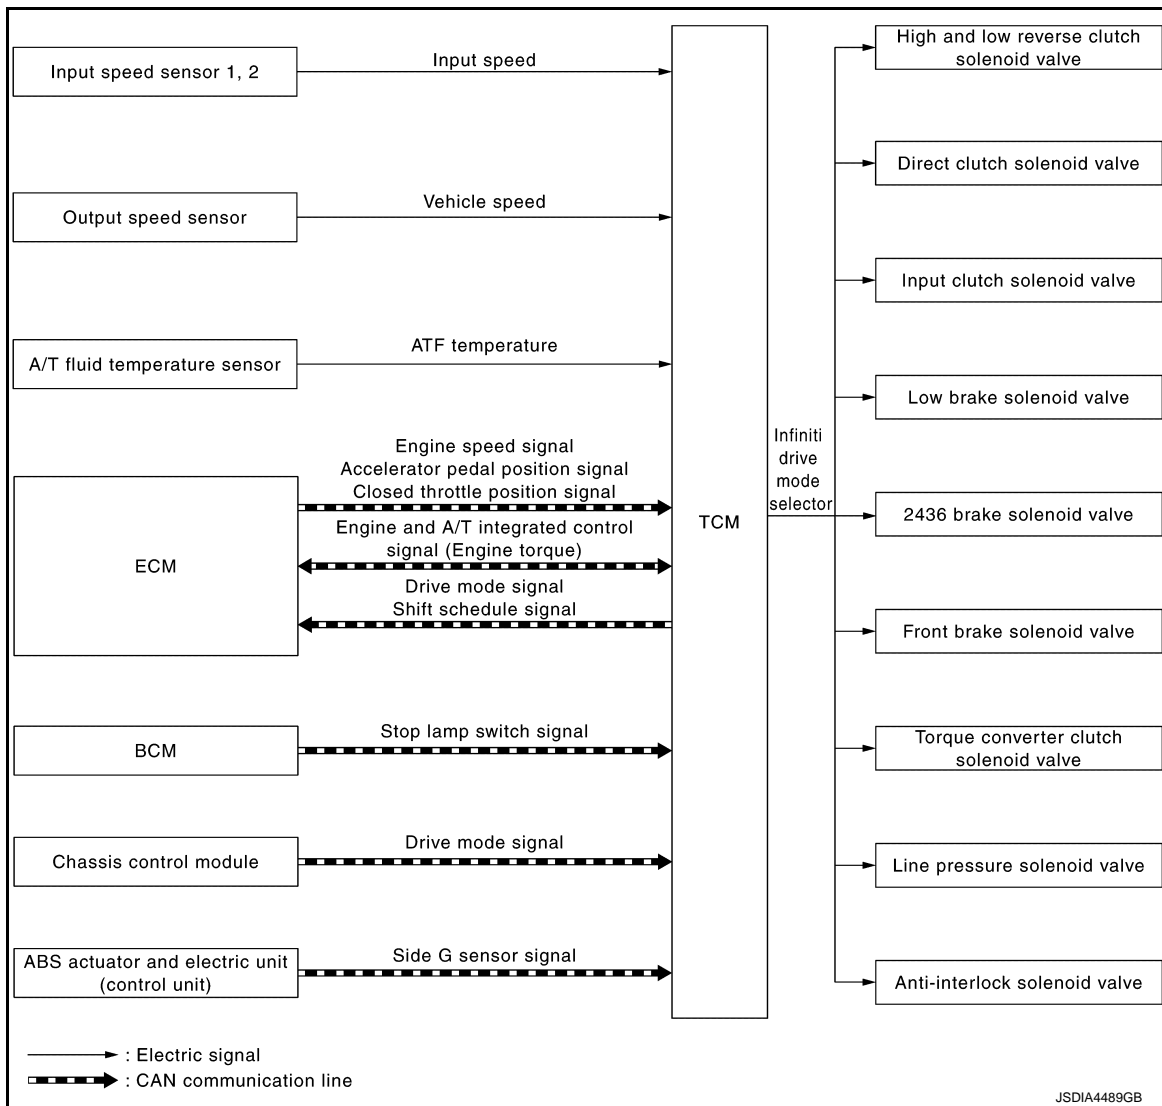 Input speed sensor 1, 2
Input speed
Output speed sensor
Vehicle speed
A/T fluid temperature sensor
ATF temperature
ECM
Engine speed signal
Accelerator pedal position signal
Closed throttle position signal
Engine and A/T integrated control
signal (Engine torque)
Drive mode signal
Shift schedule signal
BCM
Stop lamp switch signal
Chassis control module
Drive mode signal
ABS actuator and electric unit
(control unit)
Side G sensor signal
TCM
Infiniti
drive
mode
selector
High and low reverse clutch
solenoid valve
Direct clutch solenoid valve
Input clutch solenoid valve
Low brake solenoid valve
2436 brake solenoid valve
Front brake solenoid valve
Torque converter clutch
solenoid valve
Line pressure solenoid valve
Anti-interlock solenoid valve
: Electric signal
: CAN communication line
JSDIA4489GB